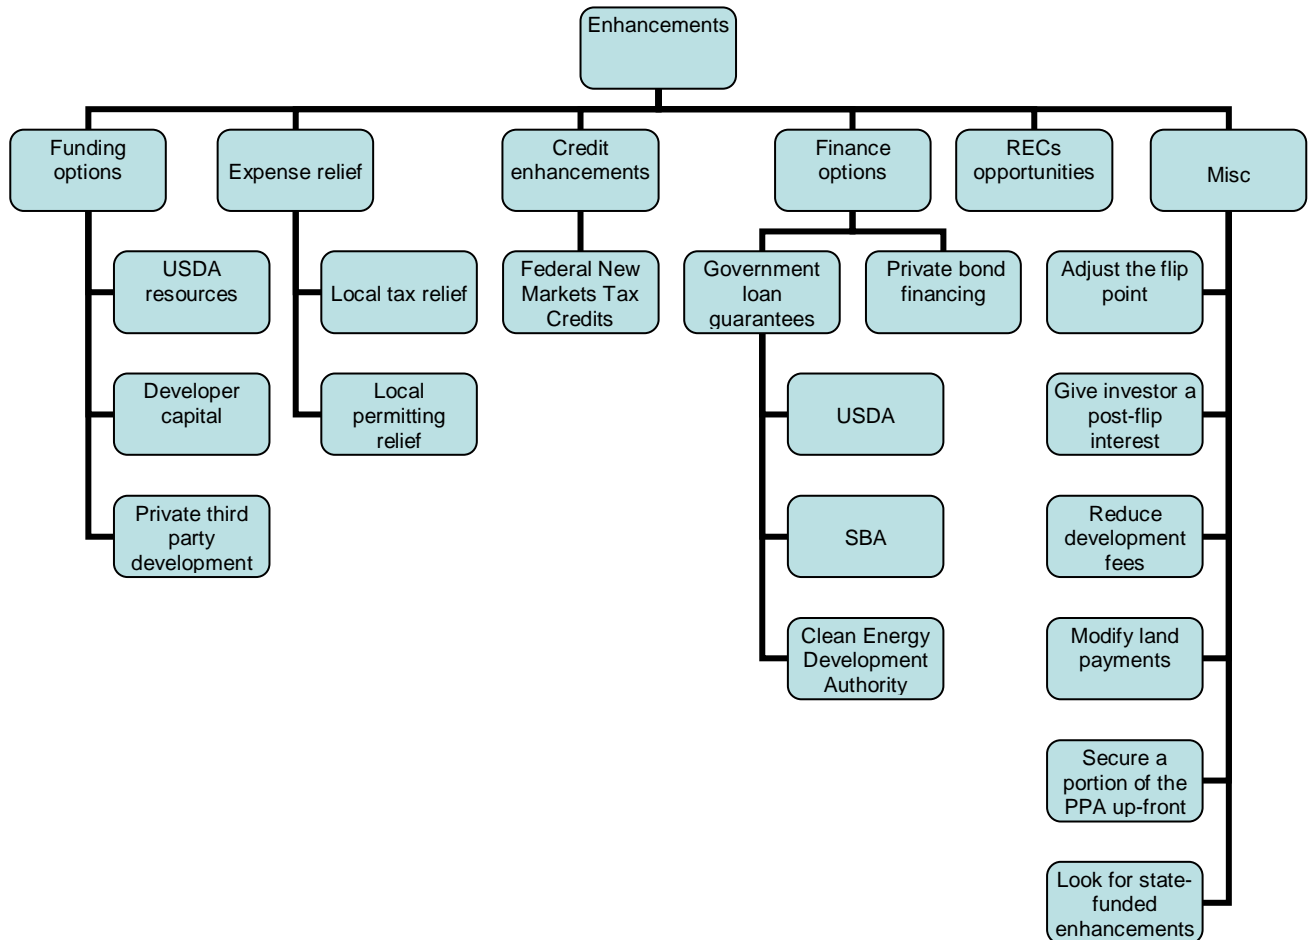 Enhancements
Funding
options
Expense relief
Credit
enhancements
Finance
options
RECs
opportunities
Misc
USDA
resources
Local tax relief
Federal New
Markets Tax
Credits
Government
loan
guarantees
Private bond
financing
Adjust the flip
point
Developer
capital
Local
permitting
relief
USDA
Give investor a
post-flip
interest
Private third
party
development
SBA
Reduce
development
fees
Clean Energy
Development
Authority
Modify land
payments
Secure a
portion of the
PPA up-front
Look for state-
funded
enhancements